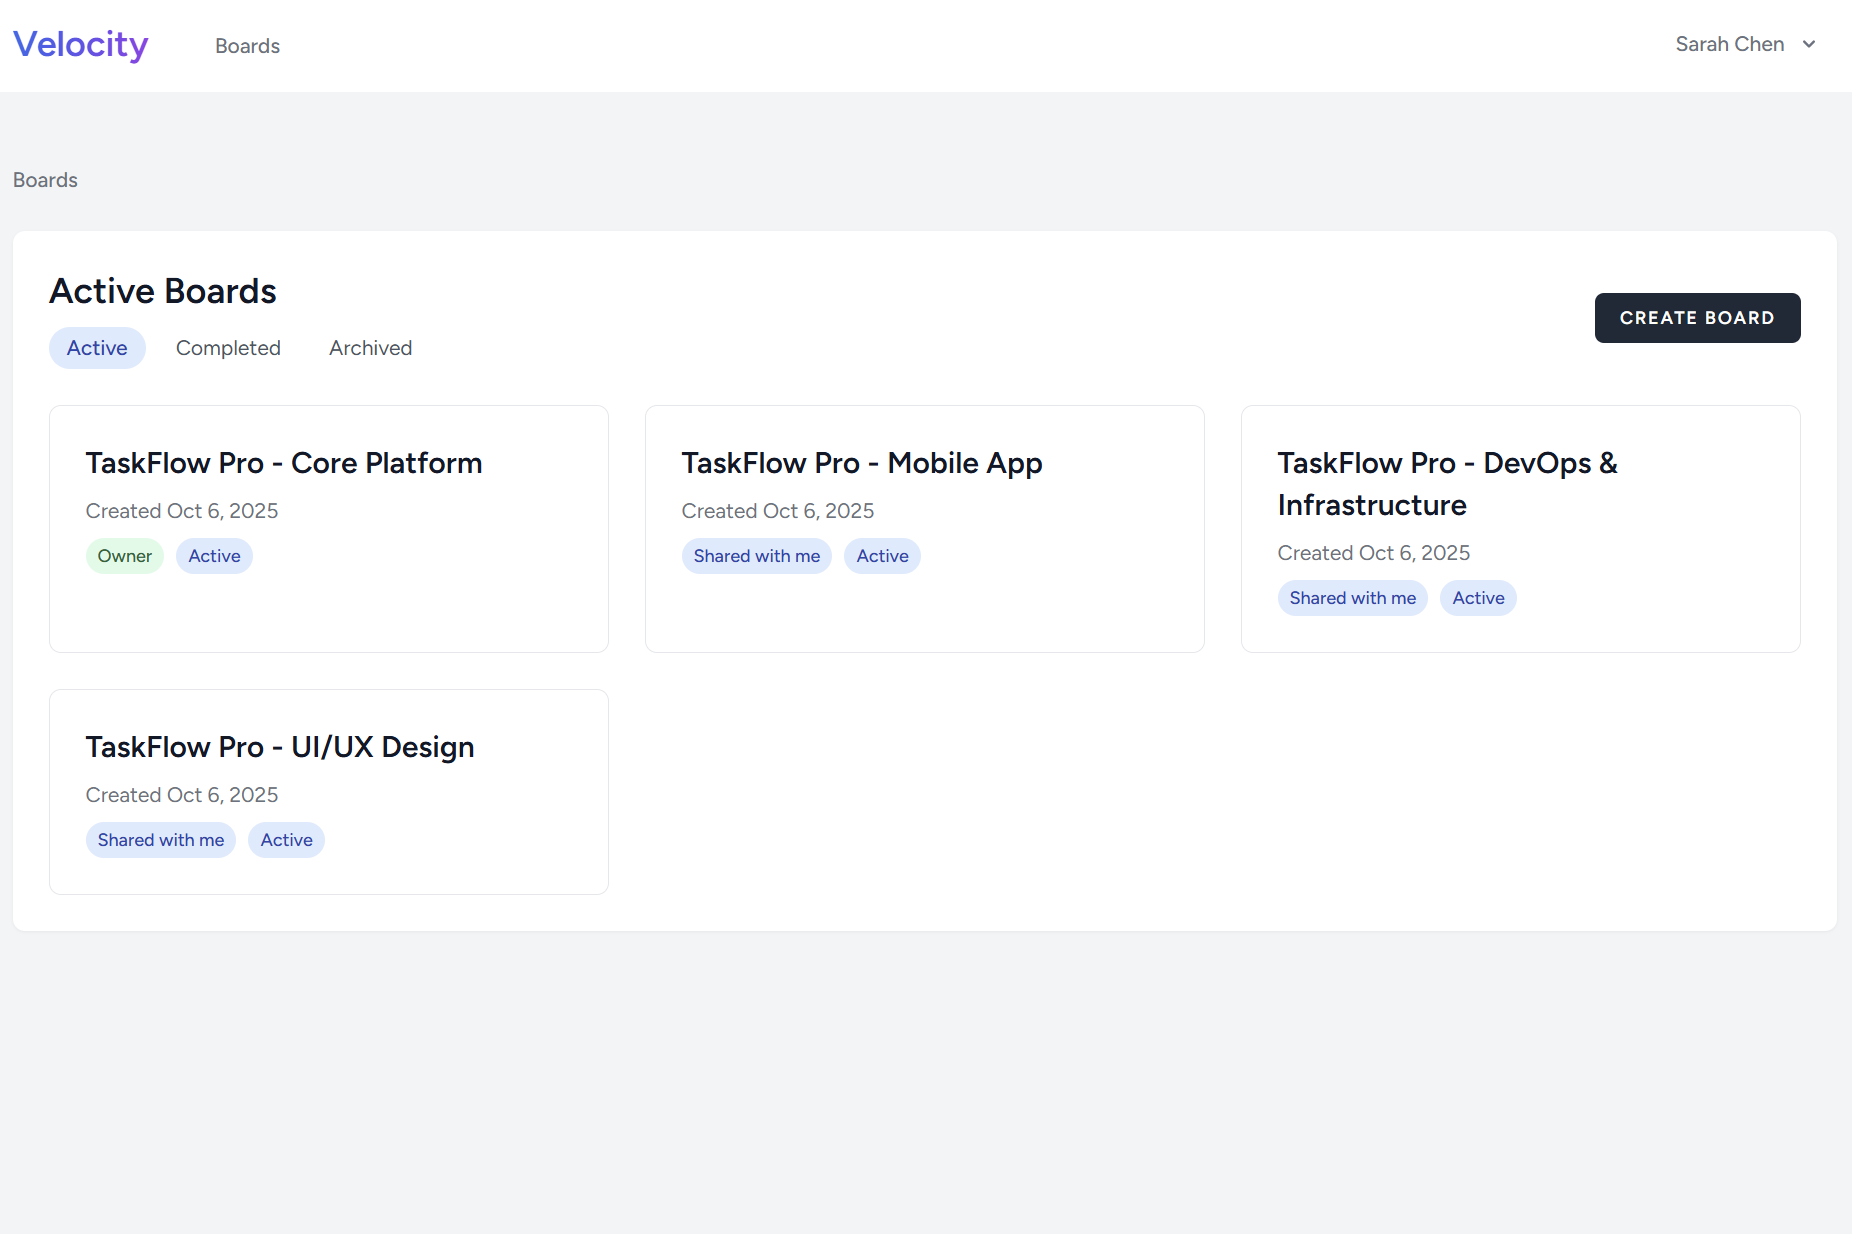 Velocity
Boards
Sarah Chen
Boards
Active Boards
Active
Completed
Archived
CREATE BOARD
TaskFlow Pro - Core Platform
Created Oct 6, 2025
Owner
Active
TaskFlow Pro - Mobile App
Created Oct 6, 2025
Shared with me
Active
TaskFlow Pro - DevOps &
Infrastructure
Created Oct 6, 2025
Shared with me
Active
TaskFlow Pro - UI/UX Design
Created Oct 6, 2025
Shared with me
Active